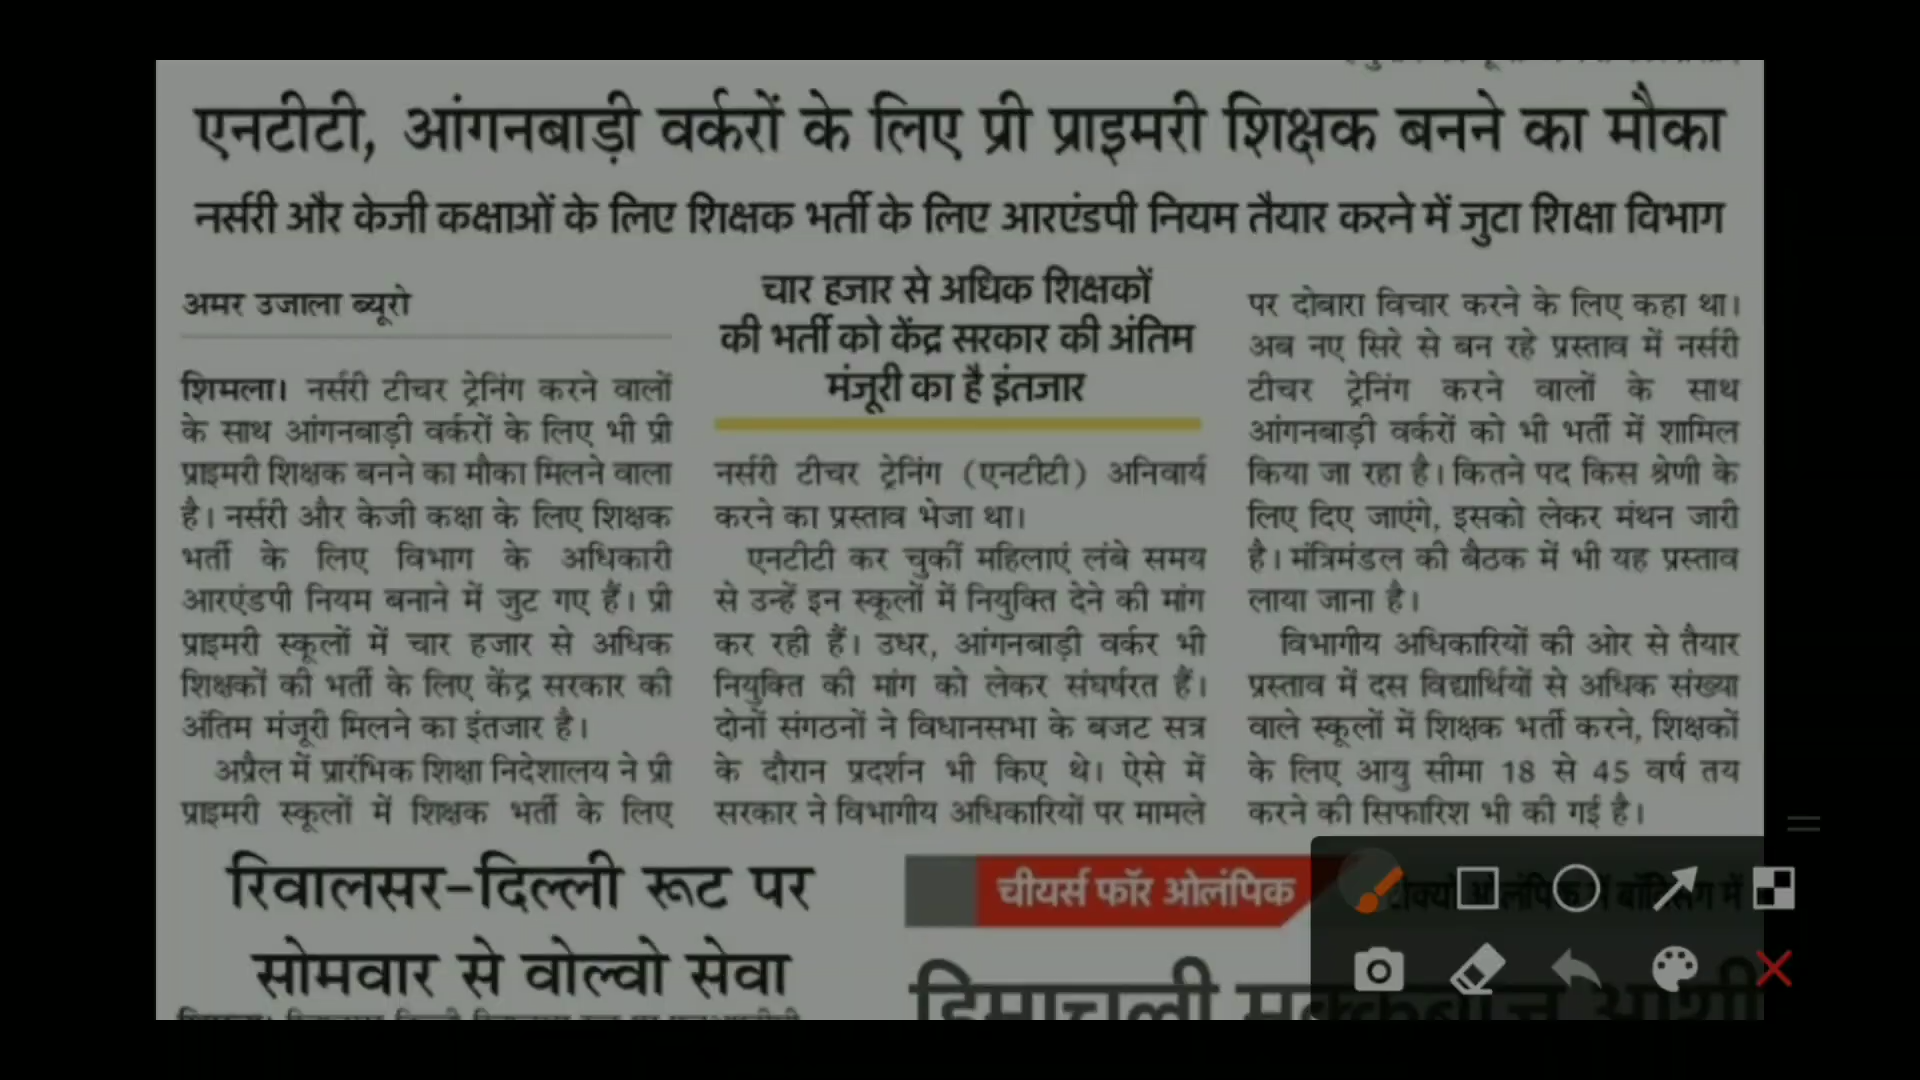 एनटीटी, आंगनबाड़ी वर्करों के लिए प्री प्राइमरी शिक्षक बनने का मौका
नर्सरी और केजी कक्षाओं के लिए शिक्षक भर्ती के लिए आरएंडपी नियम तैयार करने में जुटा शिक्षा विभाग
अमर उजाला ब्यूरो
शिमला। नर्सरी टीचर ट्रेनिंग करने वालों
के साथ आंगनबाड़ी वर्करों के लिए भी प्री
प्राइमरी शिक्षक बनने का मौका मिलने वाला
है। नर्सरी और केजी कक्षा के लिए शिक्षक
भर्ती के लिए विभाग के अधिकारी
आरएंडपी नियम बनाने में जुट गए हैं। प्री
प्राइमरी स्कूलों में चार हजार से अधिक
शिक्षकों की भर्ती के लिए केंद्र सरकार की
अंतिम मंजूरी मिलने का इंतजार है।
अप्रैल में प्रारंभिक शिक्षा निदेशालय ने प्री
प्राइमरी स्कूलों में शिक्षक भर्ती के लिए
चार हजार से अधिक शिक्षकों
की भर्ती को केंद्र सरकार की अंतिम
मंजूरी का है इंतजार
नर्सरी टीचर ट्रेनिंग (एनटीटी) अनिवार्य
करने का प्रस्ताव भेजा था।
एनटीटी कर चुकीं महिलाएं लंबे समय
से उन्हें इन स्कूलों में नियुक्ति देने की मांग
कर रही हैं। उधर, आंगनबाड़ी वर्कर भी
नियुक्ति की मांग को लेकर संघर्षरत हैं।
दोनों संगठनों ने विधानसभा के बजट सत्र
के दौरान प्रदर्शन भी किए थे। ऐसे में
सरकार ने विभागीय अधिकारियों पर मामले
पर दोबारा विचार करने के लिए कहा था।
अब नए सिरे से बन रहे प्रस्ताव में नर्सरी
टीचर ट्रेनिंग करने वालों के साथ
आंगनबाड़ी वर्करों को भी भर्ती में शामिल
किया जा रहा है। कितने पद किस श्रेणी के
लिए दिए जाएंगे, इसको लेकर मंथन जारी
है। मंत्रिमंडल की बैठक में भी यह प्रस्ताव
लाया जाना है।
विभागीय अधिकारियों की ओर से तैयार
प्रस्ताव में दस विद्यार्थियों से अधिक संख्या
वाले स्कूलों में शिक्षक भर्ती करने, शिक्षकों
के लिए आयु सीमा 18 से 45 वर्ष तय
करने की सिफारिश भी की गई है।
रिवालसर-दिल्ली रूट पर
सोमवार से वोल्वो सेवा
चीयर्स फॉर ओलंपिक
ओलंपिक में बॉक्सिंग में
हिमाचली मुक्केबाज आशी